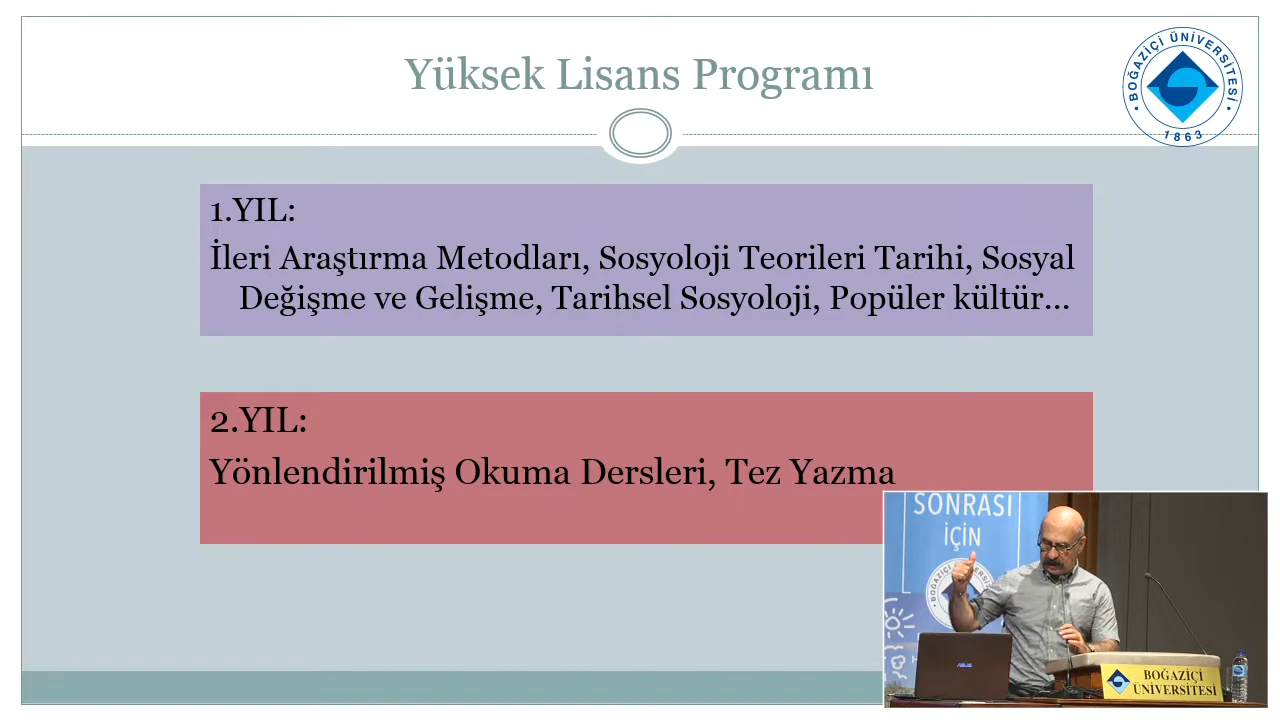 Yüksek Lisans Programı
BOĞAZİÇİ ÜNİVERSİTESİ
1863
1.YIL:
İleri Araştırma Metodları, Sosyoloji Teorileri Tarihi, Sosyal
Değişme ve Gelişme, Tarihsel Sosyoloji, Popüler kültür...
2.YIL:
Yönlendirilmiş Okuma Dersleri, Tez Yazma
SONRASI
İÇİN
ASUS
BOĞAZİÇİ
ÜNİVERSİTESİ